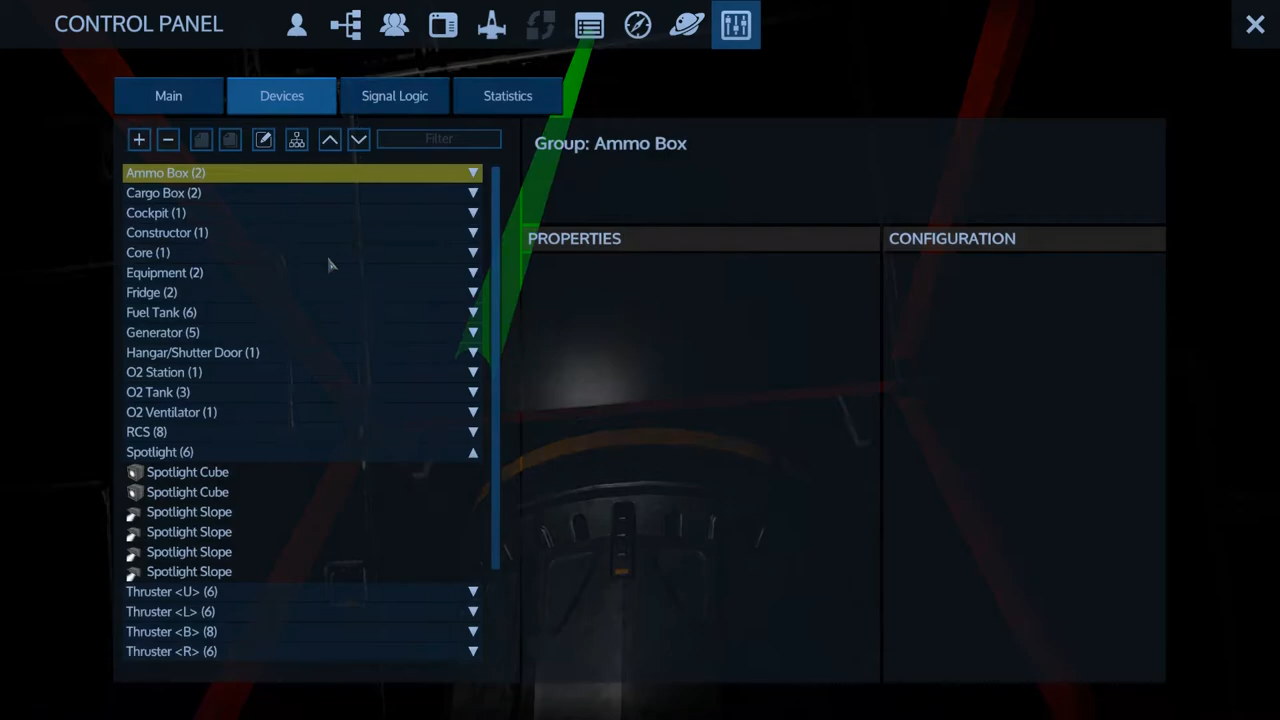 CONTROL PANEL
Main
Devices
Signal Logic
Statistics
Filter
Group: Ammo Box
Ammo Box (2)
Cargo Box (2)
Cockpit (1)
Constructor (1)
Core (1)
Equipment (2)
Fridge (2)
Fuel Tank (6)
Generator (5)
Hangar/Shutter Door (1)
O2 Station (1)
O2 Tank (3)
O2 Ventilator (1)
RCS (8)
Spotlight (6)
Spotlight Cube
Spotlight Cube
Spotlight Slope
Spotlight Slope
Spotlight Slope
Spotlight Slope
Thruster <U> (6)
Thruster <L> (6)
Thruster <B> (8)
Thruster <R> (6)
PROPERTIES
CONFIGURATION